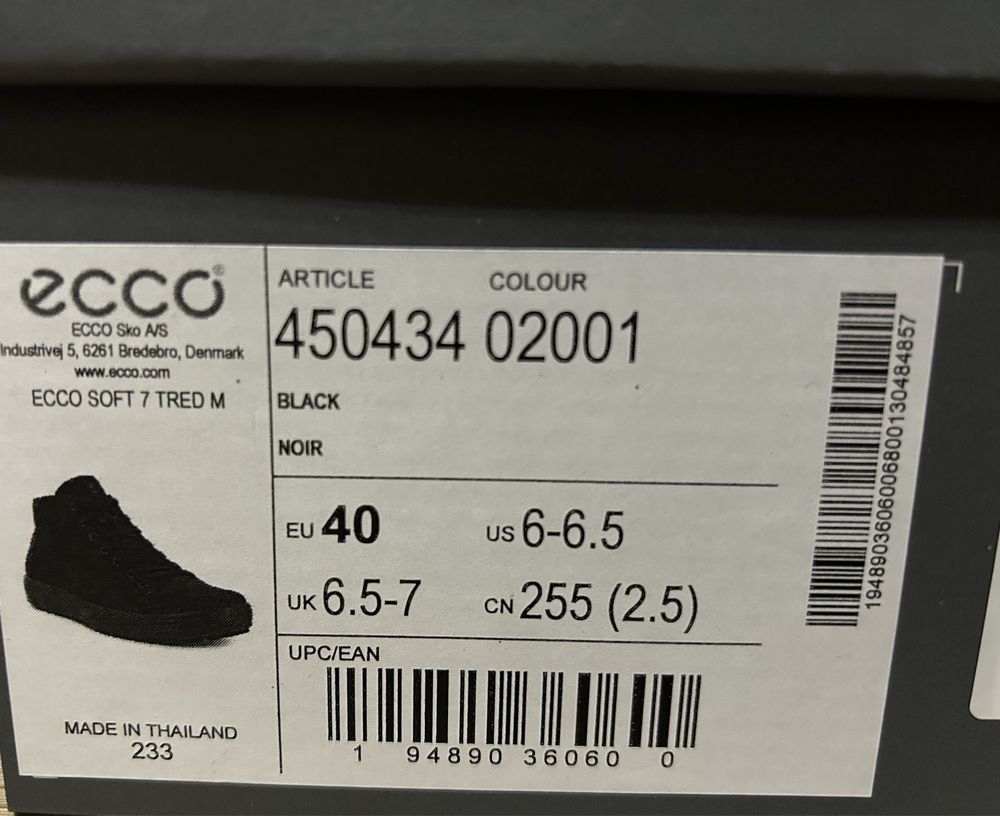 ecco®
ECCO Sko A/S
Industrivej 5, 6261 Bredebro, Denmark
www.ecco.com
ECCO SOFT 7 TRED M
MADE IN THAILAND
233
ARTICLE COLOUR
450434 02001
BLACK
NOIR
EU 40 US 6-6.5
UK 6.5-7 CN 255 (2.5)
UPC/EAN
1 94890 36060 0
19489036060068001304848​57